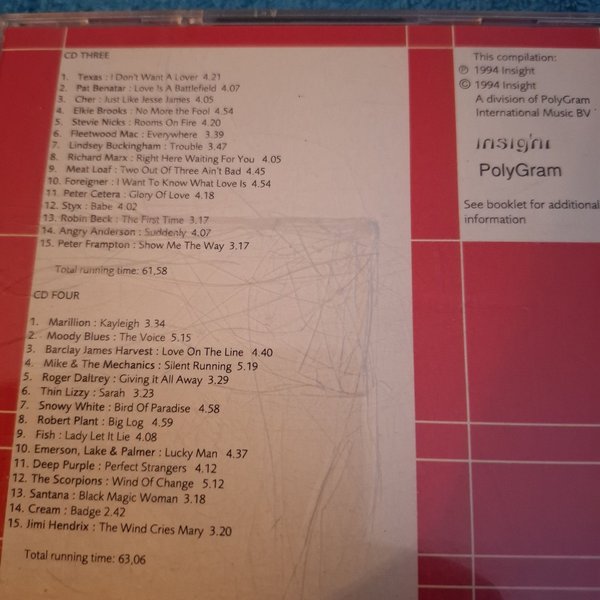 CD THREE
1. Texas : I Don't Want A Lover 4.21
2. Pat Benatar : Love Is A Battlefield 4.07
3. Cher : Just Like Jesse James 4.05
4. Elkie Brooks : No More the Fool 4.54
5. Stevie Nicks : Rooms On Fire 4.20
6. Fleetwood Mac : Everywhere 3.39
7. Lindsey Buckingham : Trouble 3.47
8. Richard Marx : Right Here Waiting For You 4.05
9. Meat Loaf : Two Out Of Three Ain't Bad 4.45
10. Foreigner : I Want To Know What Love Is 4.54
11. Peter Cetera : Glory Of Love 4.18
12. Styx : Babe 4.02
13. Robin Beck : The First Time 3.17
14. Angry Anderson : Suddenly 4.07
15. Peter Frampton : Show Me The Way 3.17
Total running time: 61,58
CD FOUR
1. Marillion : Kayleigh 3.34
2. Moody Blues : The Voice 5.15
3. Barclay James Harvest : Love On The Line 4.40
4. Mike & The Mechanics : Silent Running 5.19
5. Roger Daltrey : Giving it All Away 3.29
6. Thin Lizzy : Sarah 3.23
7. Snowy White : Bird Of Paradise 4.58
8. Robert Plant : Big Log 4.59
9. Fish : Lady Let It Lie 4.08
10. Emerson, Lake & Palmer : Lucky Man 4.37
11. Deep Purple : Perfect Strangers 4.12
12. The Scorpions : Wind Of Change 5.12
13. Santana : Black Magic Woman 3.18
14. Cream : Badge 2.42
15. Jimi Hendrix : The Wind Cries Mary 3.20
Total running time: 63,06
This compilation:
℗ 1994 Insight
© 1994 Insight
A division of PolyGram
International Music BV
insight
PolyGram
See booklet for additional
information